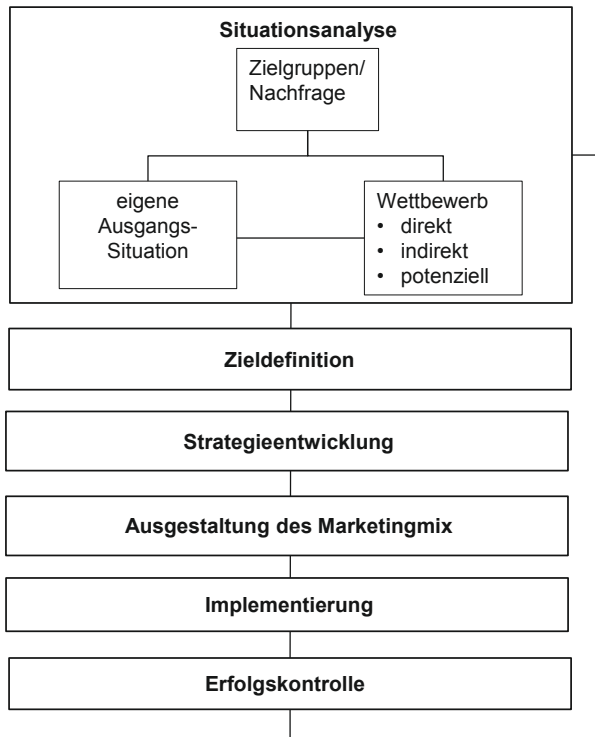 Situationsanalyse
Zielgruppen/
Nachfrage
eigene
Ausgangs-
Situation
Wettbewerb
• direkt
• indirekt
• potenziell
Zieldefinition
Strategieentwicklung
Ausgestaltung des Marketingmix
Implementierung
Erfolgskontrolle